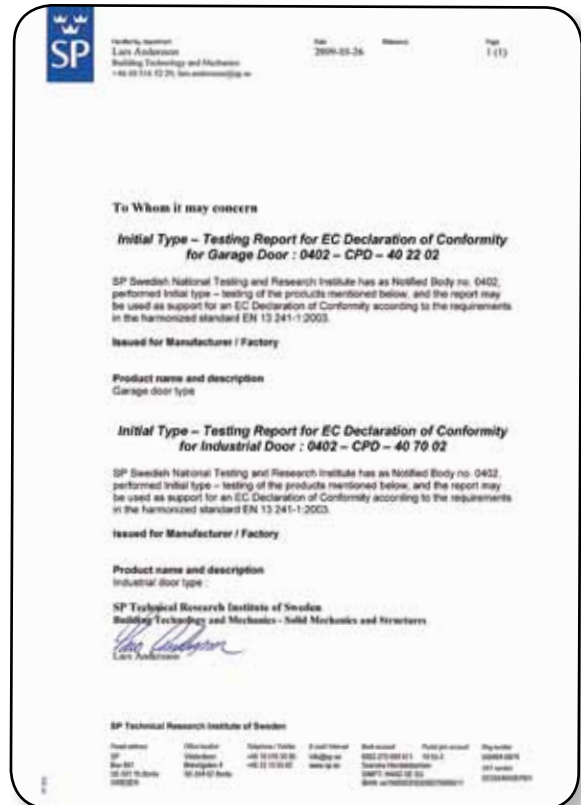 SP
Handled by, department
Lars Andersson
Building Technology and Mechanics
Date
Reference
Page
1 (1)
To Whom it may concern
Initial Type – Testing Report for EC Declaration of Conformity
for Garage Door : 0402 – CPD – 40 22 02
SP Swedish National Testing and Research Institute has as Notified Body no. 0402,
performed Initial type – testing of the products mentioned below, and the report may
be used as support for an EC Declaration of Conformity according to the requirements
in the harmonized standard EN 13 241-1:2003.
Issued for Manufacturer / Factory
Product name and description
Garage door type
Initial Type – Testing Report for EC Declaration of Conformity
for Industrial Door : 0402 – CPD – 40 70 02
SP Swedish National Testing and Research Institute has as Notified Body no. 0402,
performed Initial type – testing of the products mentioned below, and the report may
be used as support for an EC Declaration of Conformity according to the requirements
in the harmonized standard EN 13 241-1:2003.
Issued for Manufacturer / Factory
Product name and description
Industrial door type :
SP Technical Research Institute of Sweden
Building Technology and Mechanics - Solid Mechanics and Structures
Lars Andersson
SP Technical Research Institute of Sweden